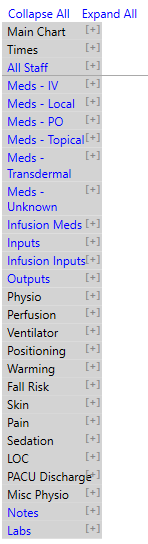 Collapse All Expand All
Main Chart [+]
Times [+]
All Staff [+]
Meds - IV [+]
Meds - Local [+]
Meds - PO [+]
Meds - Topical [+]
Meds - [+]
Transdermal
Meds - [+]
Unknown
Infusion Meds [+]
Inputs [+]
Infusion Inputs [+]
Outputs [+]
Physio [+]
Perfusion [+]
Ventilator [+]
Positioning [+]
Warming [+]
Fall Risk [+]
Skin [+]
Pain [+]
Sedation [+]
LOC [+]
PACU Discharge [+]
Misc Physio [+]
Notes [+]
Labs [+]